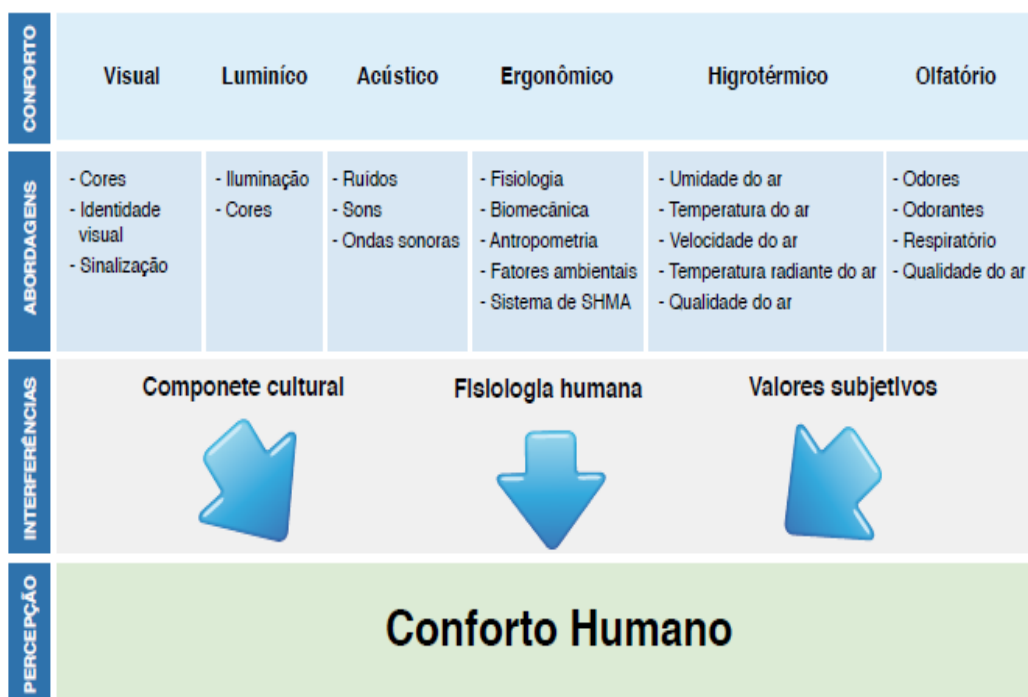 CONFORTO
Visual
Luminíco
Acústico
Ergonômico
Higrotérmico
Olfatório
ABORDAGENS
- Cores
- Identidade
visual
- Sinalização
- Iluminação
- Cores
- Ruídos
- Sons
- Ondas sonoras
- Fisiologia
- Biomecânica
- Antropometria
- Fatores ambientais
- Sistema de SHMA
- Umidade do ar
- Temperatura do ar
- Velocidade do ar
- Temperatura radiante do ar
- Qualidade do ar
- Odores
- Odorantes
- Respiratório
- Qualidade do ar
INTERFERÊNCIAS
Componete cultural
Fisiologia humana
Valores subjetivos
PERCEPÇÃO
Conforto Humano